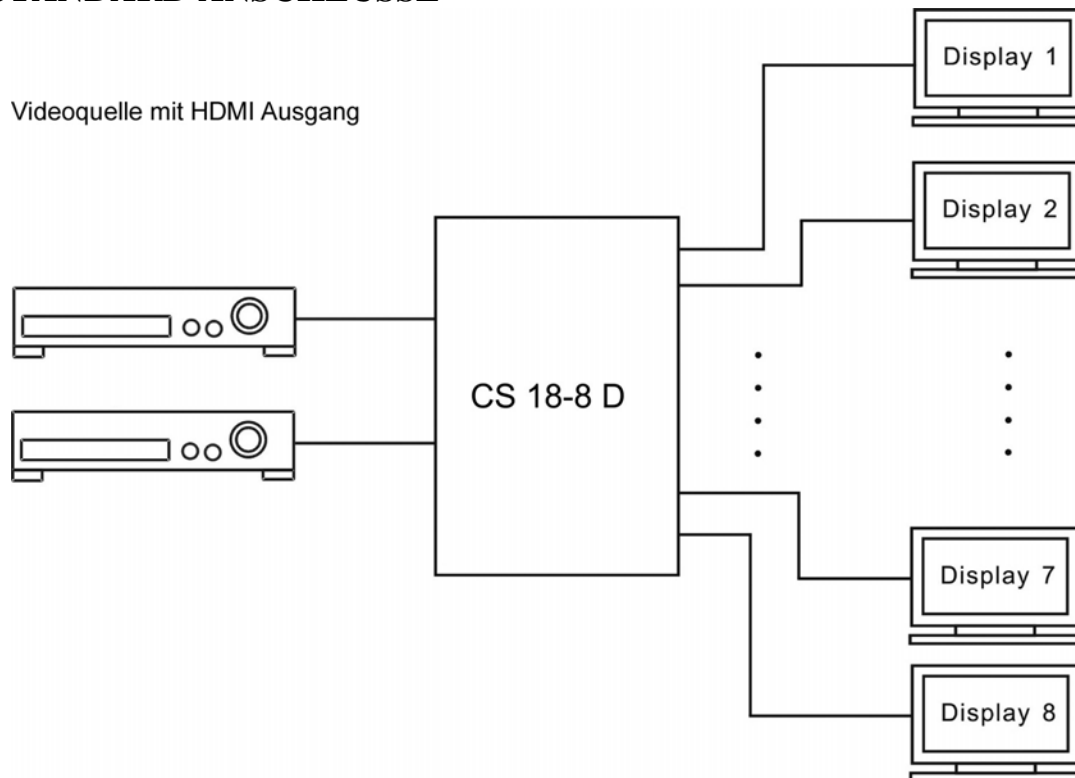 Display 1
Videoquelle mit HDMI Ausgang
Display 2
CS 18-8 D
Display 7
Display 8